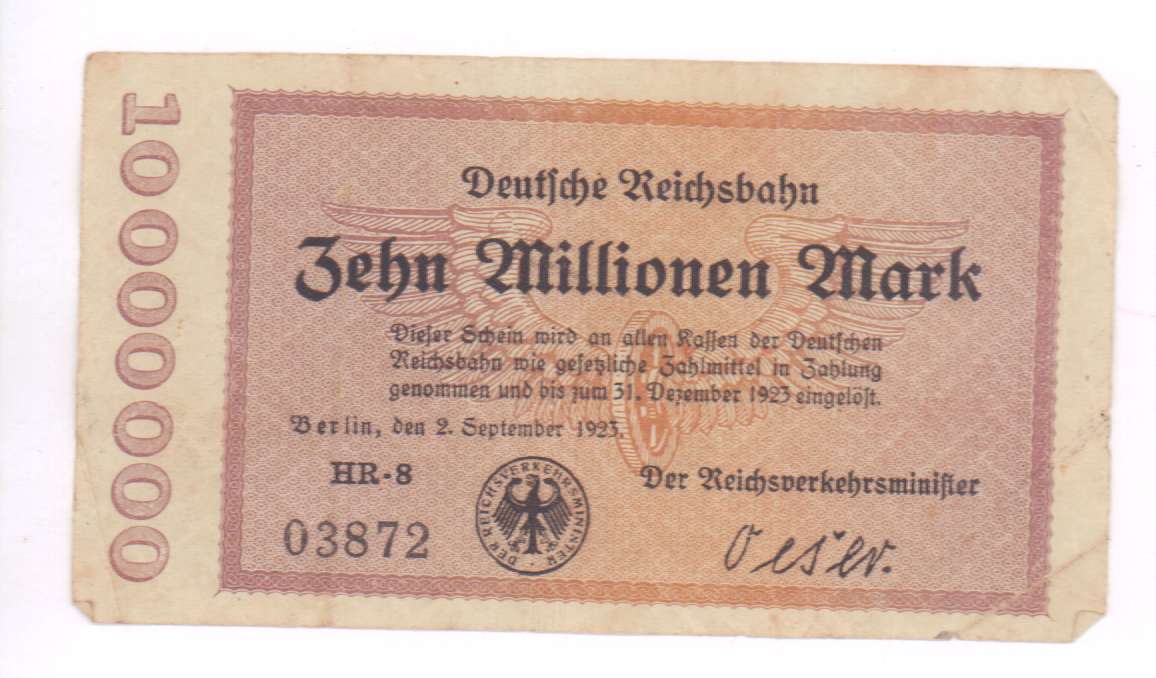 10000000
Deutsche Reichsbahn
Zehn Millionen Mark
Dieser Schein wird an allen Kassen der Deutschen
Reichsbahn wie gesetzliche Zahlmittel in Zahlung
genommen und bis zum 31. Dezember 1923 eingelöst.
Berlin, den 2. September 1923.
HR-8
Der Reichsverkehrsminister
03872
DER REICHSVERKEHRSMINISTER
Oeser.